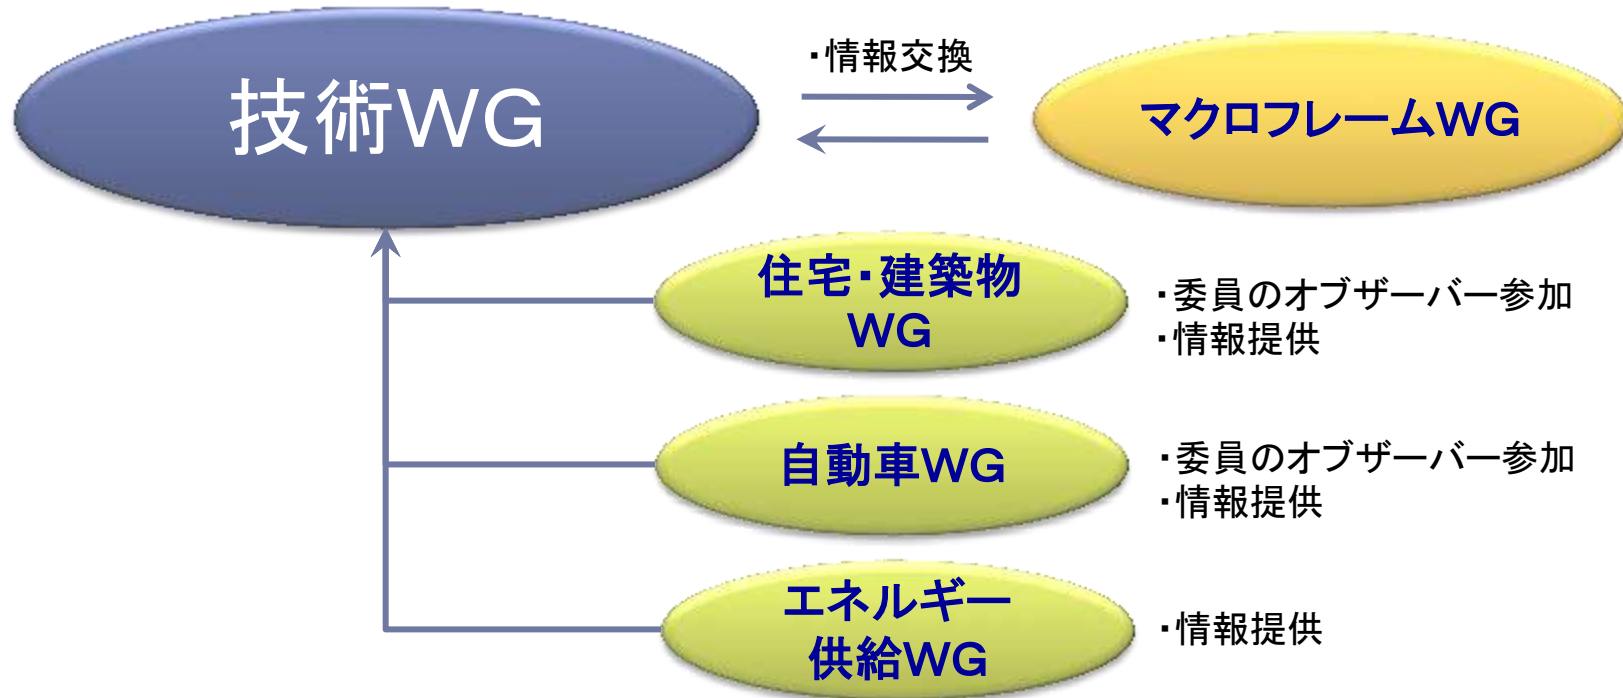 技術WG
・情報交換
マクロフレームWG
住宅・建築物
WG
・委員のオブザーバー参加
・情報提供
自動車WG
・委員のオブザーバー参加
・情報提供
エネルギー
供給WG
・情報提供